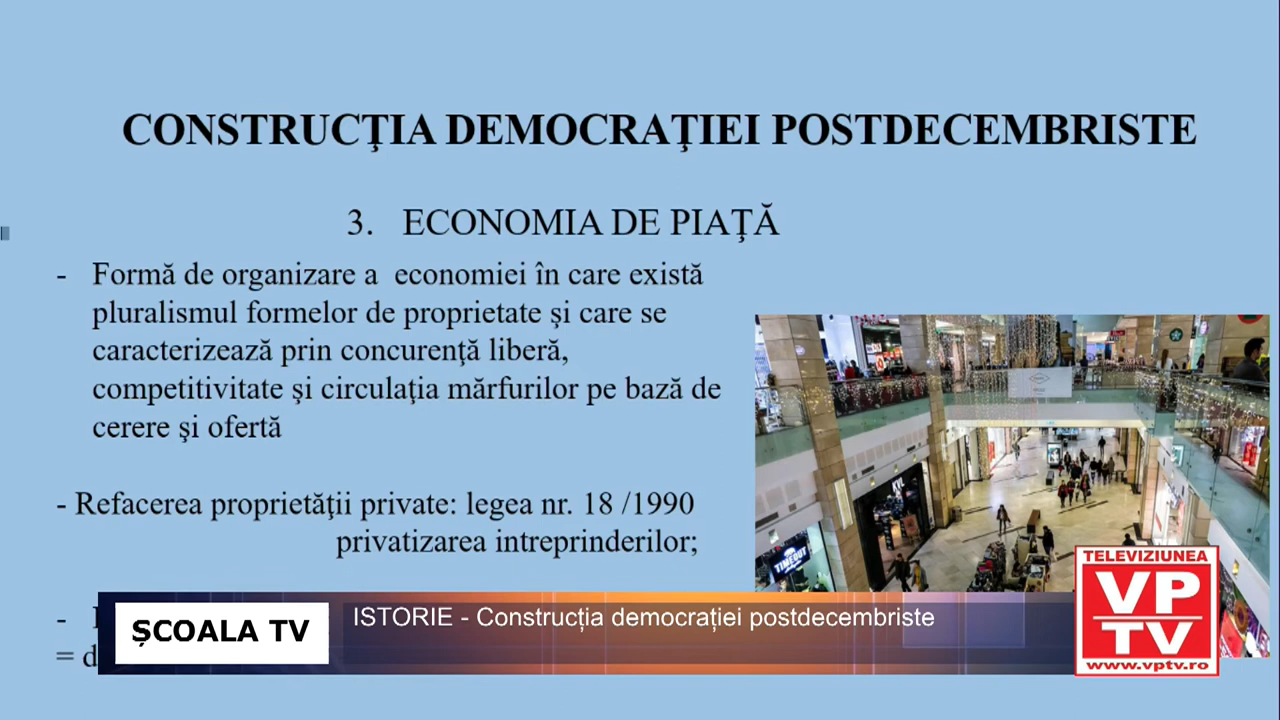 CONSTRUCŢIA DEMOCRAŢIEI POSTDECEMBRISTE
3. ECONOMIA DE PIAŢĂ
- Formă de organizare a economiei în care există
pluralismul formelor de proprietate şi care se
caracterizează prin concurenţă liberă,
competitivitate şi circulaţia mărfurilor pe bază de
cerere şi ofertă
- Refacerea proprietăţii private: legea nr. 18 /1990
privatizarea intreprinderilor;
-
= d
TIMEOUT
ȘCOALA TV
ISTORIE - Construcția democrației postdecembriste
TELEVIZIUNEA
VP
TV
www.vptv.ro